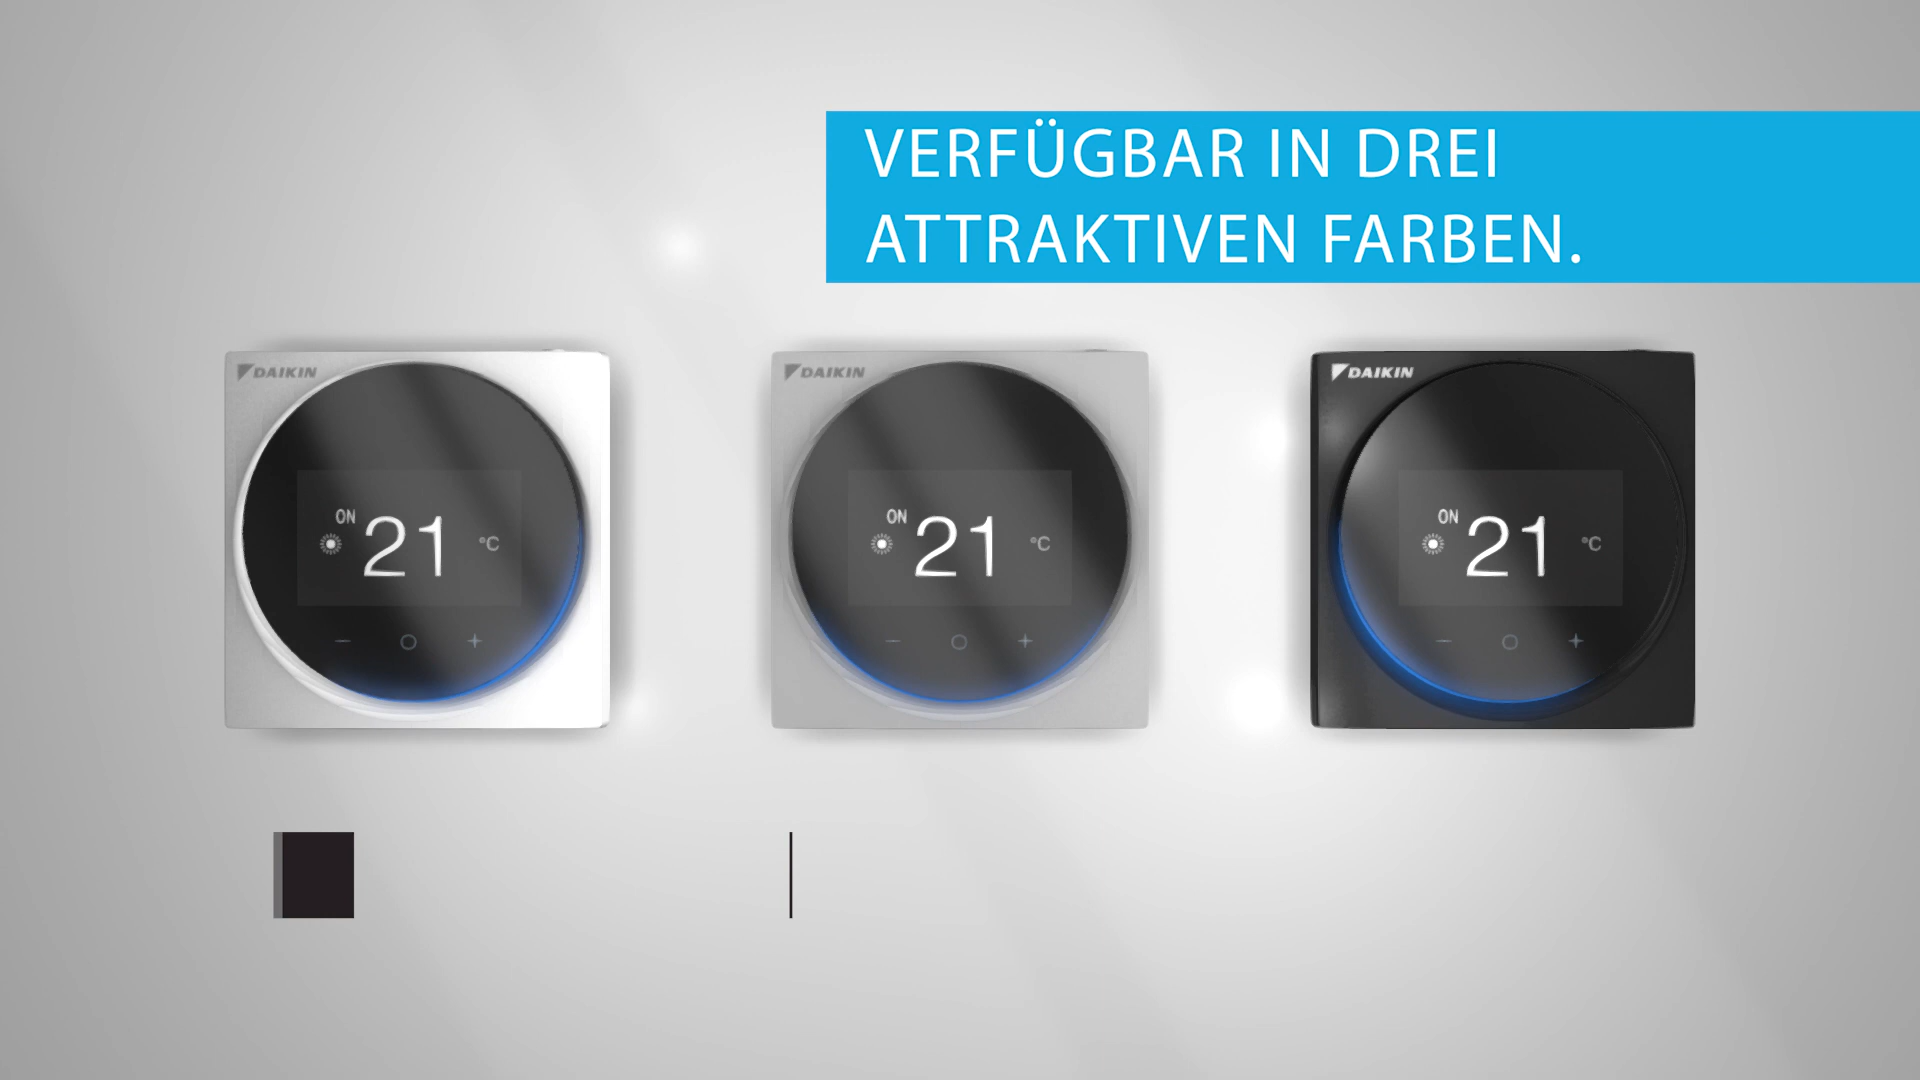 VERFÜGBAR IN DREI
ATTRAKTIVEN FARBEN.
DAIKIN
ON
21 °C
DAIKIN
ON
21 °C
DAIKIN
ON
21 °C